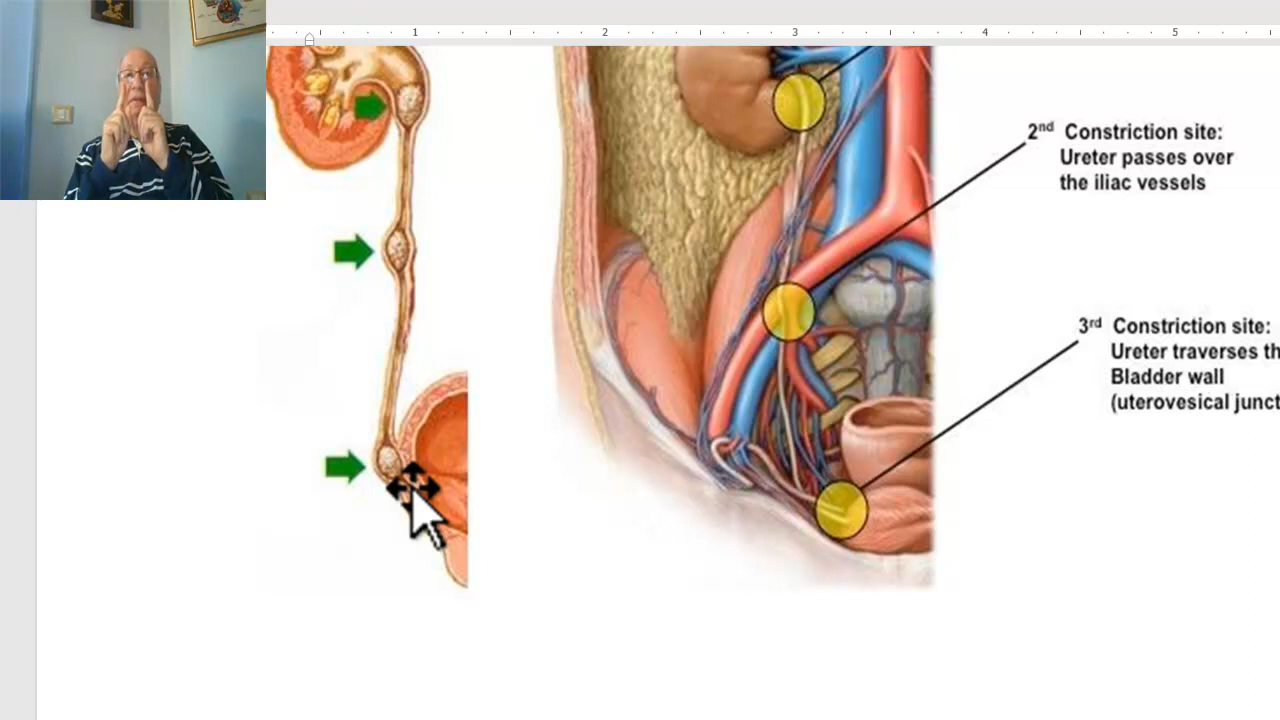 1 2 3 4 5
2nd Constriction site:
Ureter passes over
the iliac vessels
3rd Constriction site:
Ureter traverses th
Bladder wall
(uterovesical junct